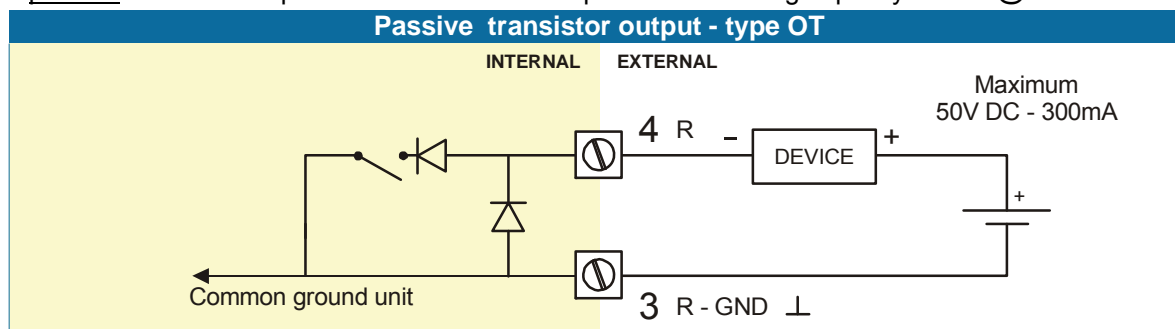 Passive transistor output - type OT
INTERNAL EXTERNAL
Maximum
50V DC - 300mA
4 R - DEVICE +
+
Common ground unit
3 R - GND ⊥